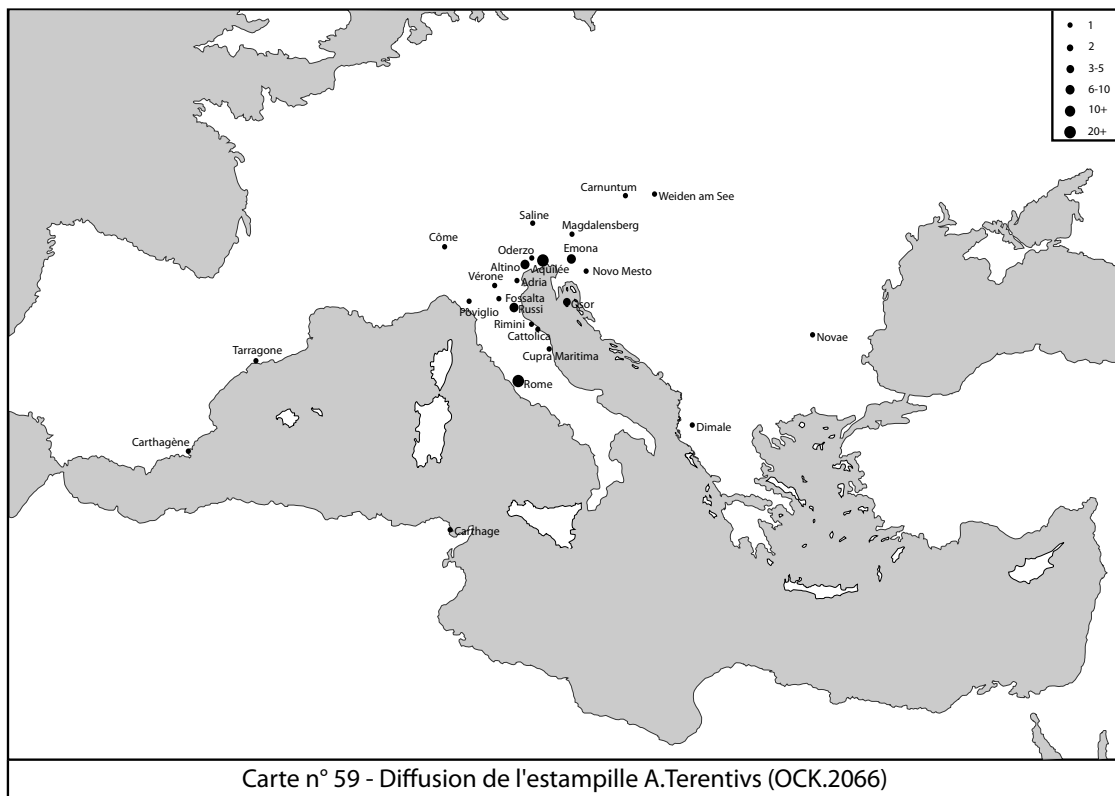 1
2
3-5
6-10
10+
20+
Carnuntum
Weiden am See
Saline
Magdalensberg
Côme
Oderzo
Emona
Altino
Aquilée
Novo Mesto
Vérone
Adria
Fossalta
Osor
Poviglio
Russi
Rimini
Cattolica
Novae
Tarragone
Cupra Maritima
Rome
Dimale
Carthagène
Carthage
Carte n° 59 - Diffusion de l'estampille A.Terentivs (OCK.2066)